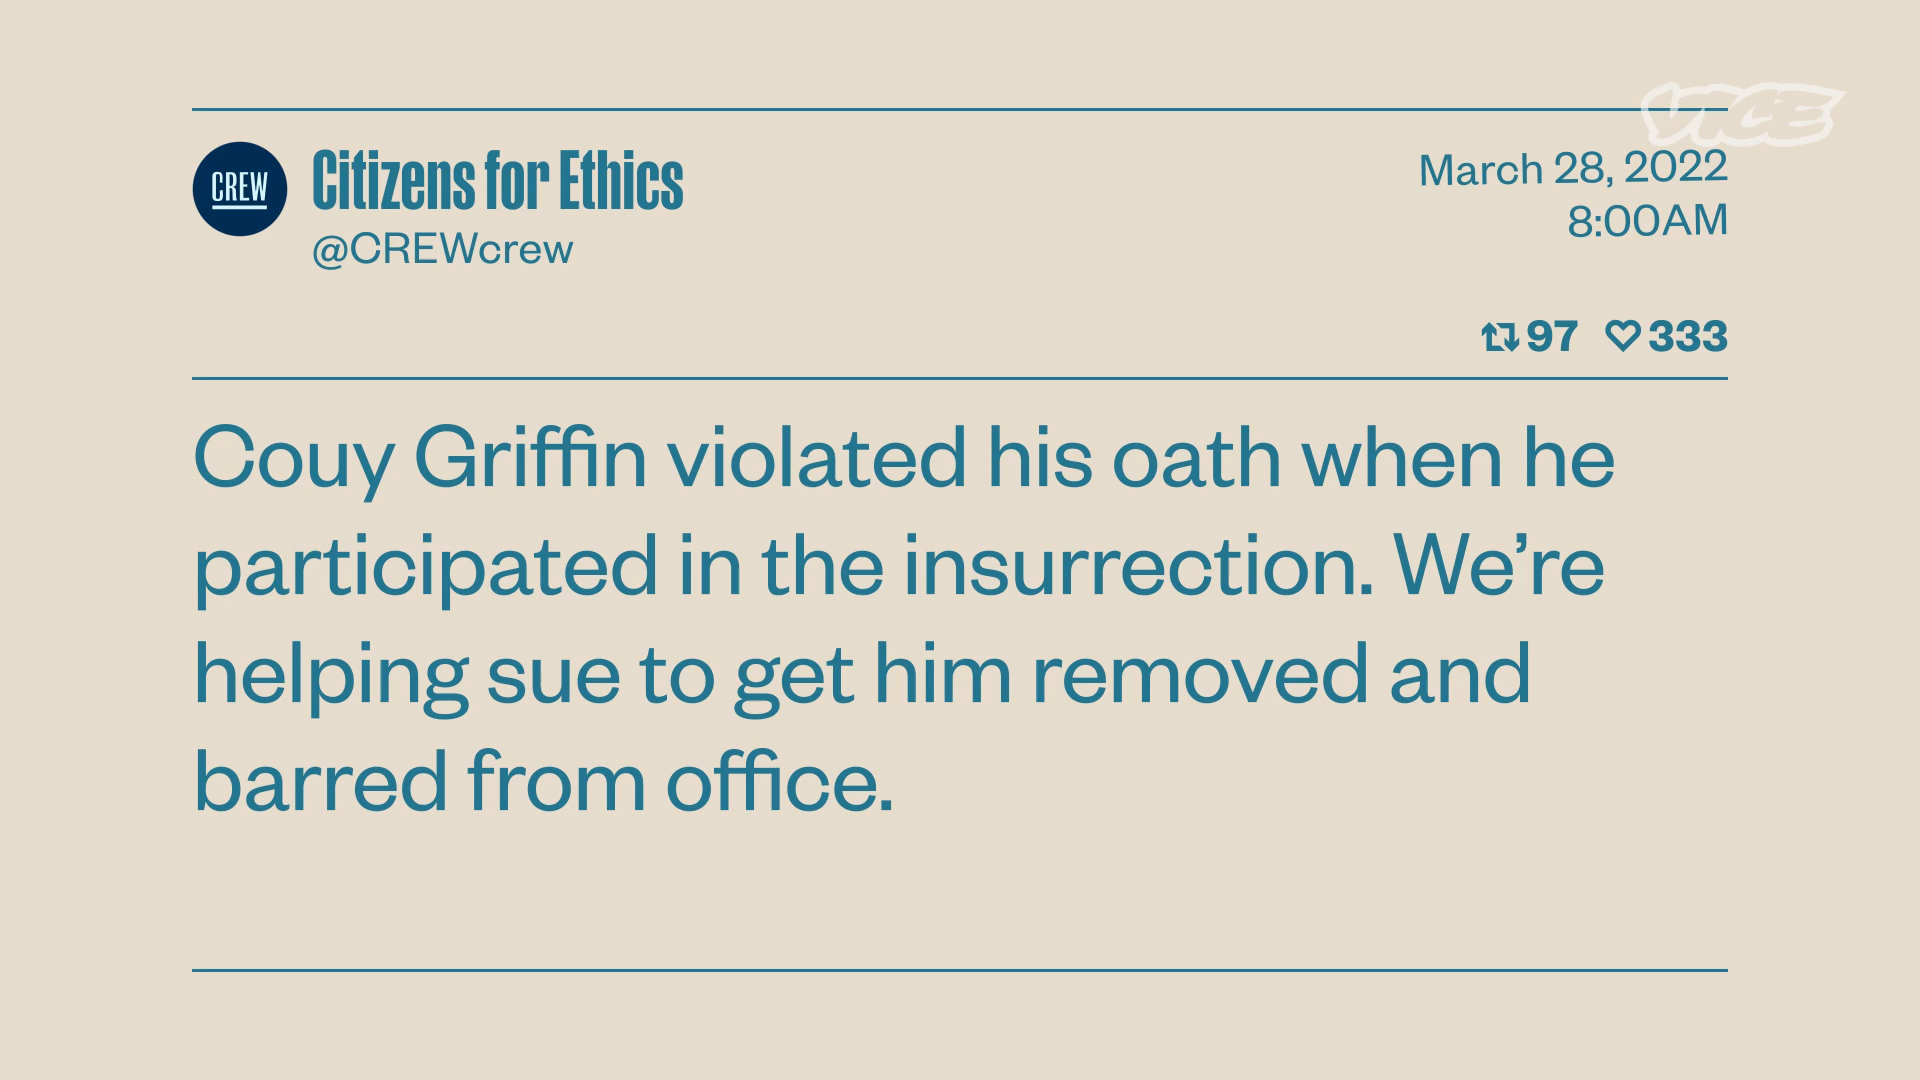 VICE
CREW
Citizens for Ethics
@CREWcrew
March 28, 2022
8:00AM
97 333
Couy Griffin violated his oath when he
participated in the insurrection. We’re
helping sue to get him removed and
barred from office.